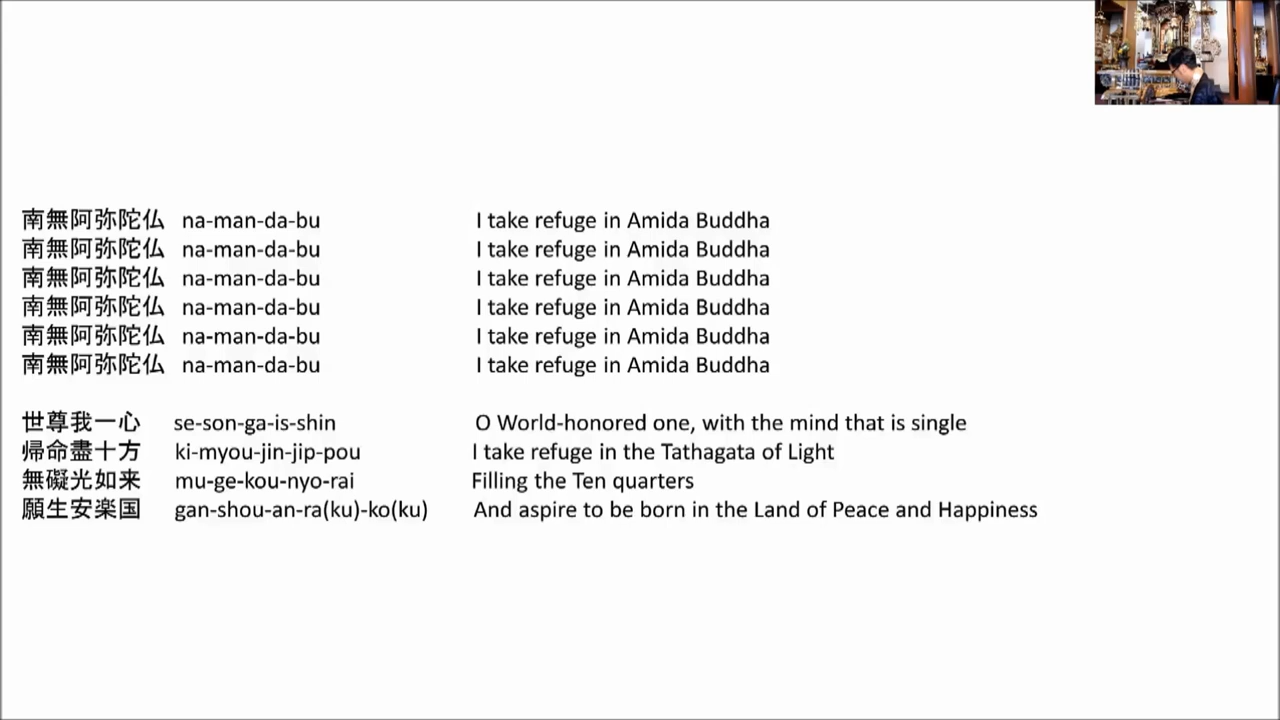 南無阿弥陀仏 na-man-da-bu I take refuge in Amida Buddha
南無阿弥陀仏 na-man-da-bu I take refuge in Amida Buddha
南無阿弥陀仏 na-man-da-bu I take refuge in Amida Buddha
南無阿弥陀仏 na-man-da-bu I take refuge in Amida Buddha
南無阿弥陀仏 na-man-da-bu I take refuge in Amida Buddha
南無阿弥陀仏 na-man-da-bu I take refuge in Amida Buddha
世尊我一心 se-son-ga-is-shin O World-honored one, with the mind that is single
帰命盡十方 ki-myou-jin-jip-pou I take refuge in the Tathagata of Light
無礙光如来 mu-ge-kou-nyo-rai Filling the Ten quarters
願生安楽国 gan-shou-an-ra(ku)-ko(ku) And aspire to be born in the Land of Peace and Happiness